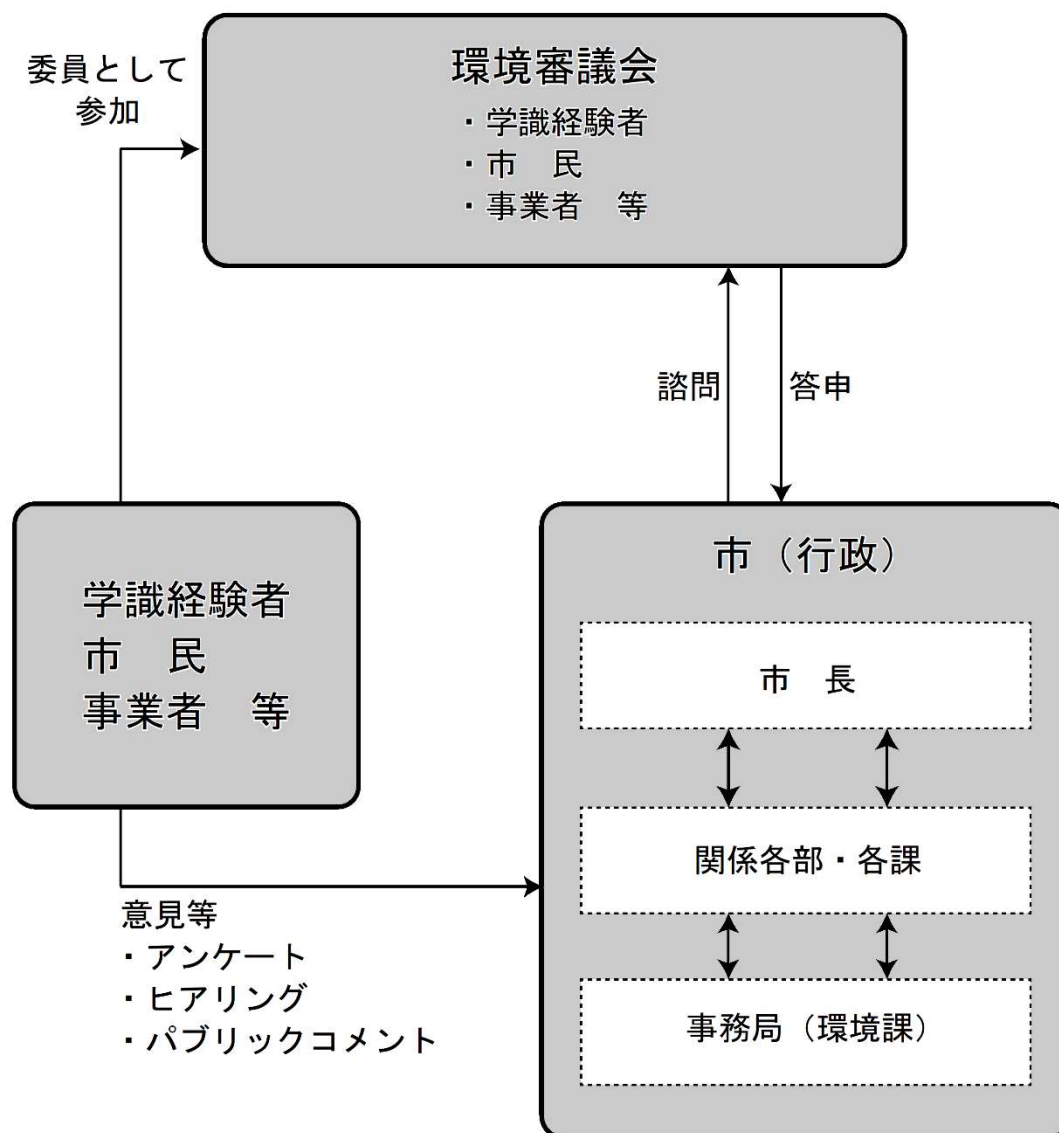 委員として
参加
環境審議会
・学識経験者
・市　民
・事業者　等
諮問
答申
学識経験者
市　民
事業者　等
市（行政）
市　長
関係各部・各課
事務局（環境課）
意見等
・アンケート
・ヒアリング
・パブリックコメント